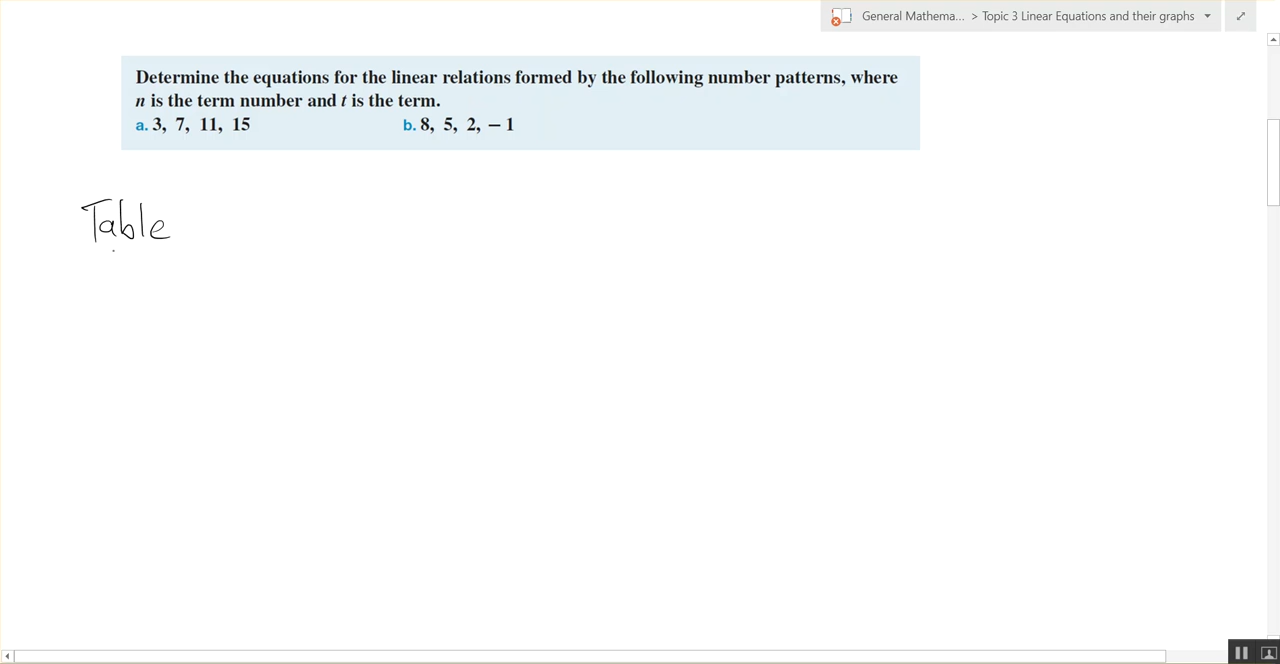 General Mathema... > Topic 3 Linear Equations and their graphs
Determine the equations for the linear relations formed by the following number patterns, where
n is the term number and t is the term.
a. 3, 7, 11, 15 b. 8, 5, 2, − 1
Table